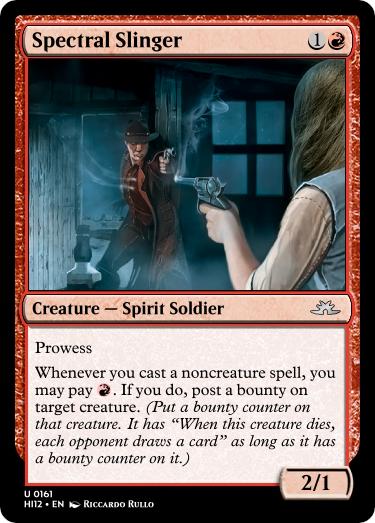 Spectral Slinger 1
Creature — Spirit Soldier
Prowess
Whenever you cast a noncreature spell, you
may pay . If you do, post a bounty on
target creature. (Put a bounty counter on
that creature. It has “When this creature dies,
each opponent draws a card” as long as it has
a bounty counter on it.)
2/1
U 0161
HI12 • EN Riccardo Rullo